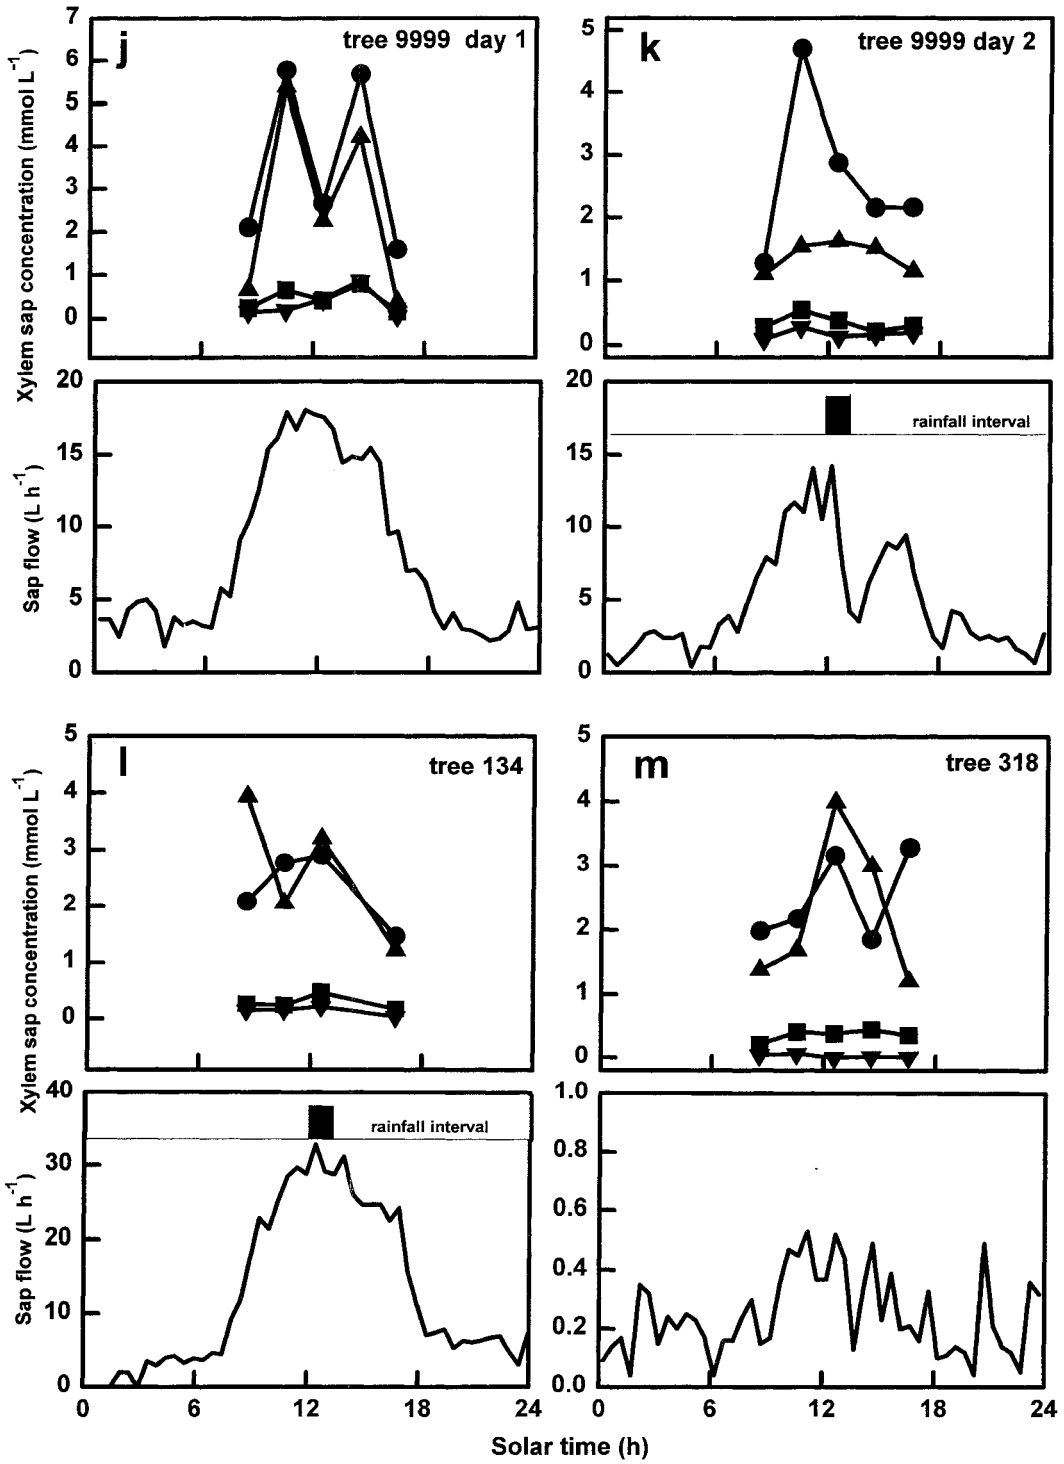 j
tree 9999 day 1
7
6
5
4
3
2
1
0
Xylem sap concentration (mmol L⁻¹)
k
tree 9999 day 2
5
4
3
2
1
0
20
15
10
5
0
Sap flow (L h⁻¹)
20
15
10
5
0
rainfall interval
l
tree 134
5
4
3
2
1
0
Xylem sap concentration (mmol L⁻¹)
m
tree 318
5
4
3
2
1
0
40
30
20
10
0
Sap flow (L h⁻¹)
rainfall interval
0 6 12 18 24
1.0
0.8
0.6
0.4
0.2
0.0
0 6 12 18 24
Solar time (h)